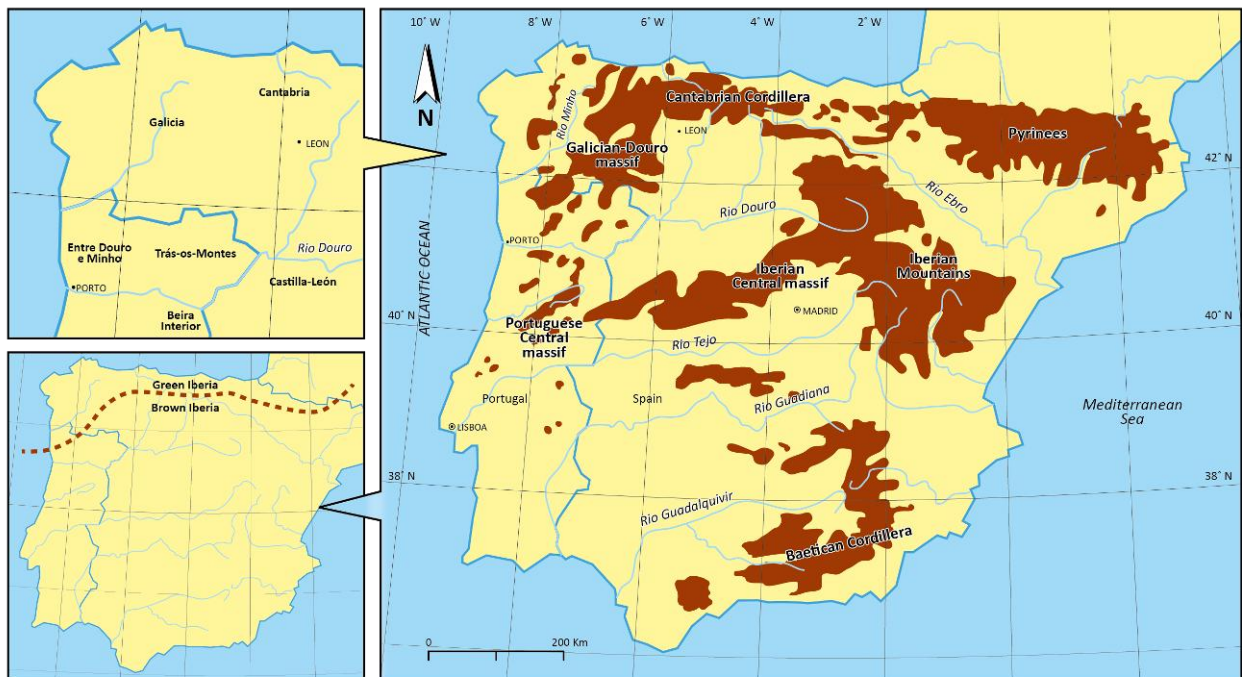 Galicia
Cantabria
LEON
Entre Douro
e Minho
Trás-os-Montes
Rio Douro
PORTO
Castilla-León
Beira
Interior
Green Iberia
Brown Iberia
10° W
8° W
6° W
4° W
2° W
0°
N
Rio Minho
Cantabrian Cordillera
LEON
Galician-Douro
massif
Pyrinees
42° N
Rio Ebro
Rio Douro
ATLANTIC OCEAN
PORTO
Iberian
Central massif
Iberian
Mountains
MADRID
40° N
40° N
Portuguese
Central
massif
Rio Tejo
Portugal
Spain
Rio Guadiana
Mediterranean
Sea
LISBOA
38° N
38° N
Rio Guadalquivir
Baetican Cordillera
0
200 Km